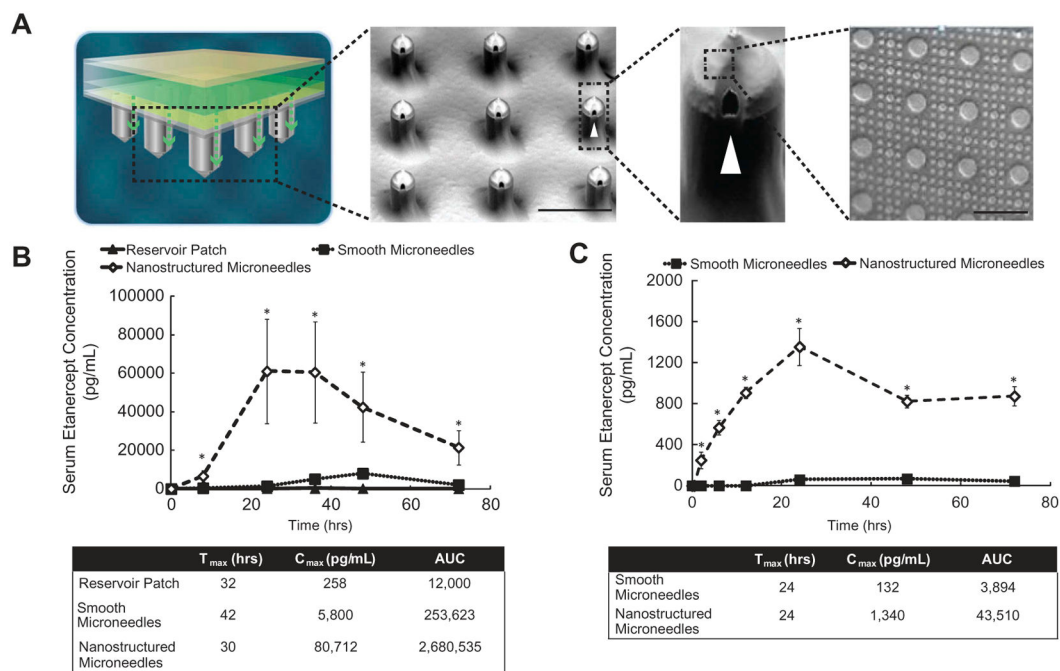 A
B
Reservoir Patch
Smooth Microneedles
Nanostructured Microneedles
Serum Etanercept Concentration
(pg/mL)
100000
80000
60000
40000
20000
0
* * * * *
0 20 40 60 80
Time (hrs)
Tmax (hrs) Cmax (pg/mL) AUC
Reservoir Patch 32 258 12,000
Smooth
Microneedles 42 5,800 253,623
Nanostructured
Microneedles 30 80,712 2,680,535
C
Smooth Microneedles
Nanostructured Microneedles
Serum Etanercept Concentration
(pg/mL)
2000
1600
1200
800
400
0
* * * * * *
0 20 40 60 80
Time (hrs)
Tmax (hrs) Cmax (pg/mL) AUC
Smooth
Microneedles 24 132 3,894
Nanostructured
Microneedles 24 1,340 43,510